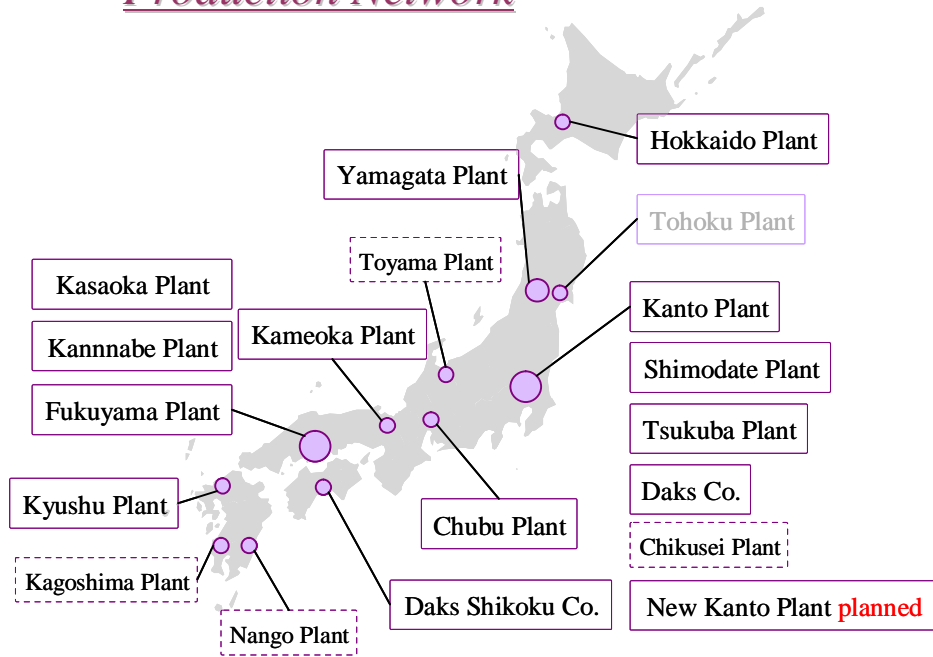 Production Network
Hokkaido Plant
Yamagata Plant
Tohoku Plant
Toyama Plant
Kasaoka Plant
Kanto Plant
Kameoka Plant
Kannnabe Plant
Shimodate Plant
Fukuyama Plant
Tsukuba Plant
Daks Co.
Kyushu Plant
Chubu Plant
Chikusei Plant
Kagoshima Plant
Daks Shikoku Co.
New Kanto Plant planned
Nango Plant